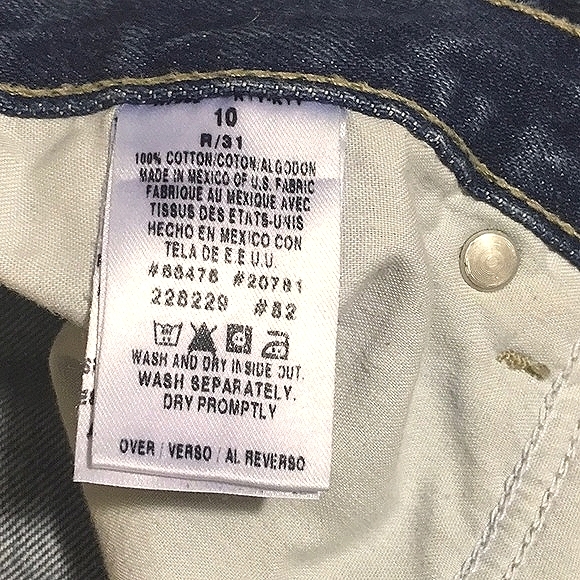 10
R/31
100% COTTON/COTON/ALGODON
MADE IN MEXICO OF U.S. FABRIC
FABRIQUE AU MEXIQUE AVEC
TISSUS DES ETATS-UNIS
HECHO EN MEXICO CON
TELA DE E.E.U.U.
#88478 #20781
228229 #82
WASH AND DRY INSIDE OUT.
WASH SEPARATELY.
DRY PROMPTLY
OVER / VERSO / AL REVERSO